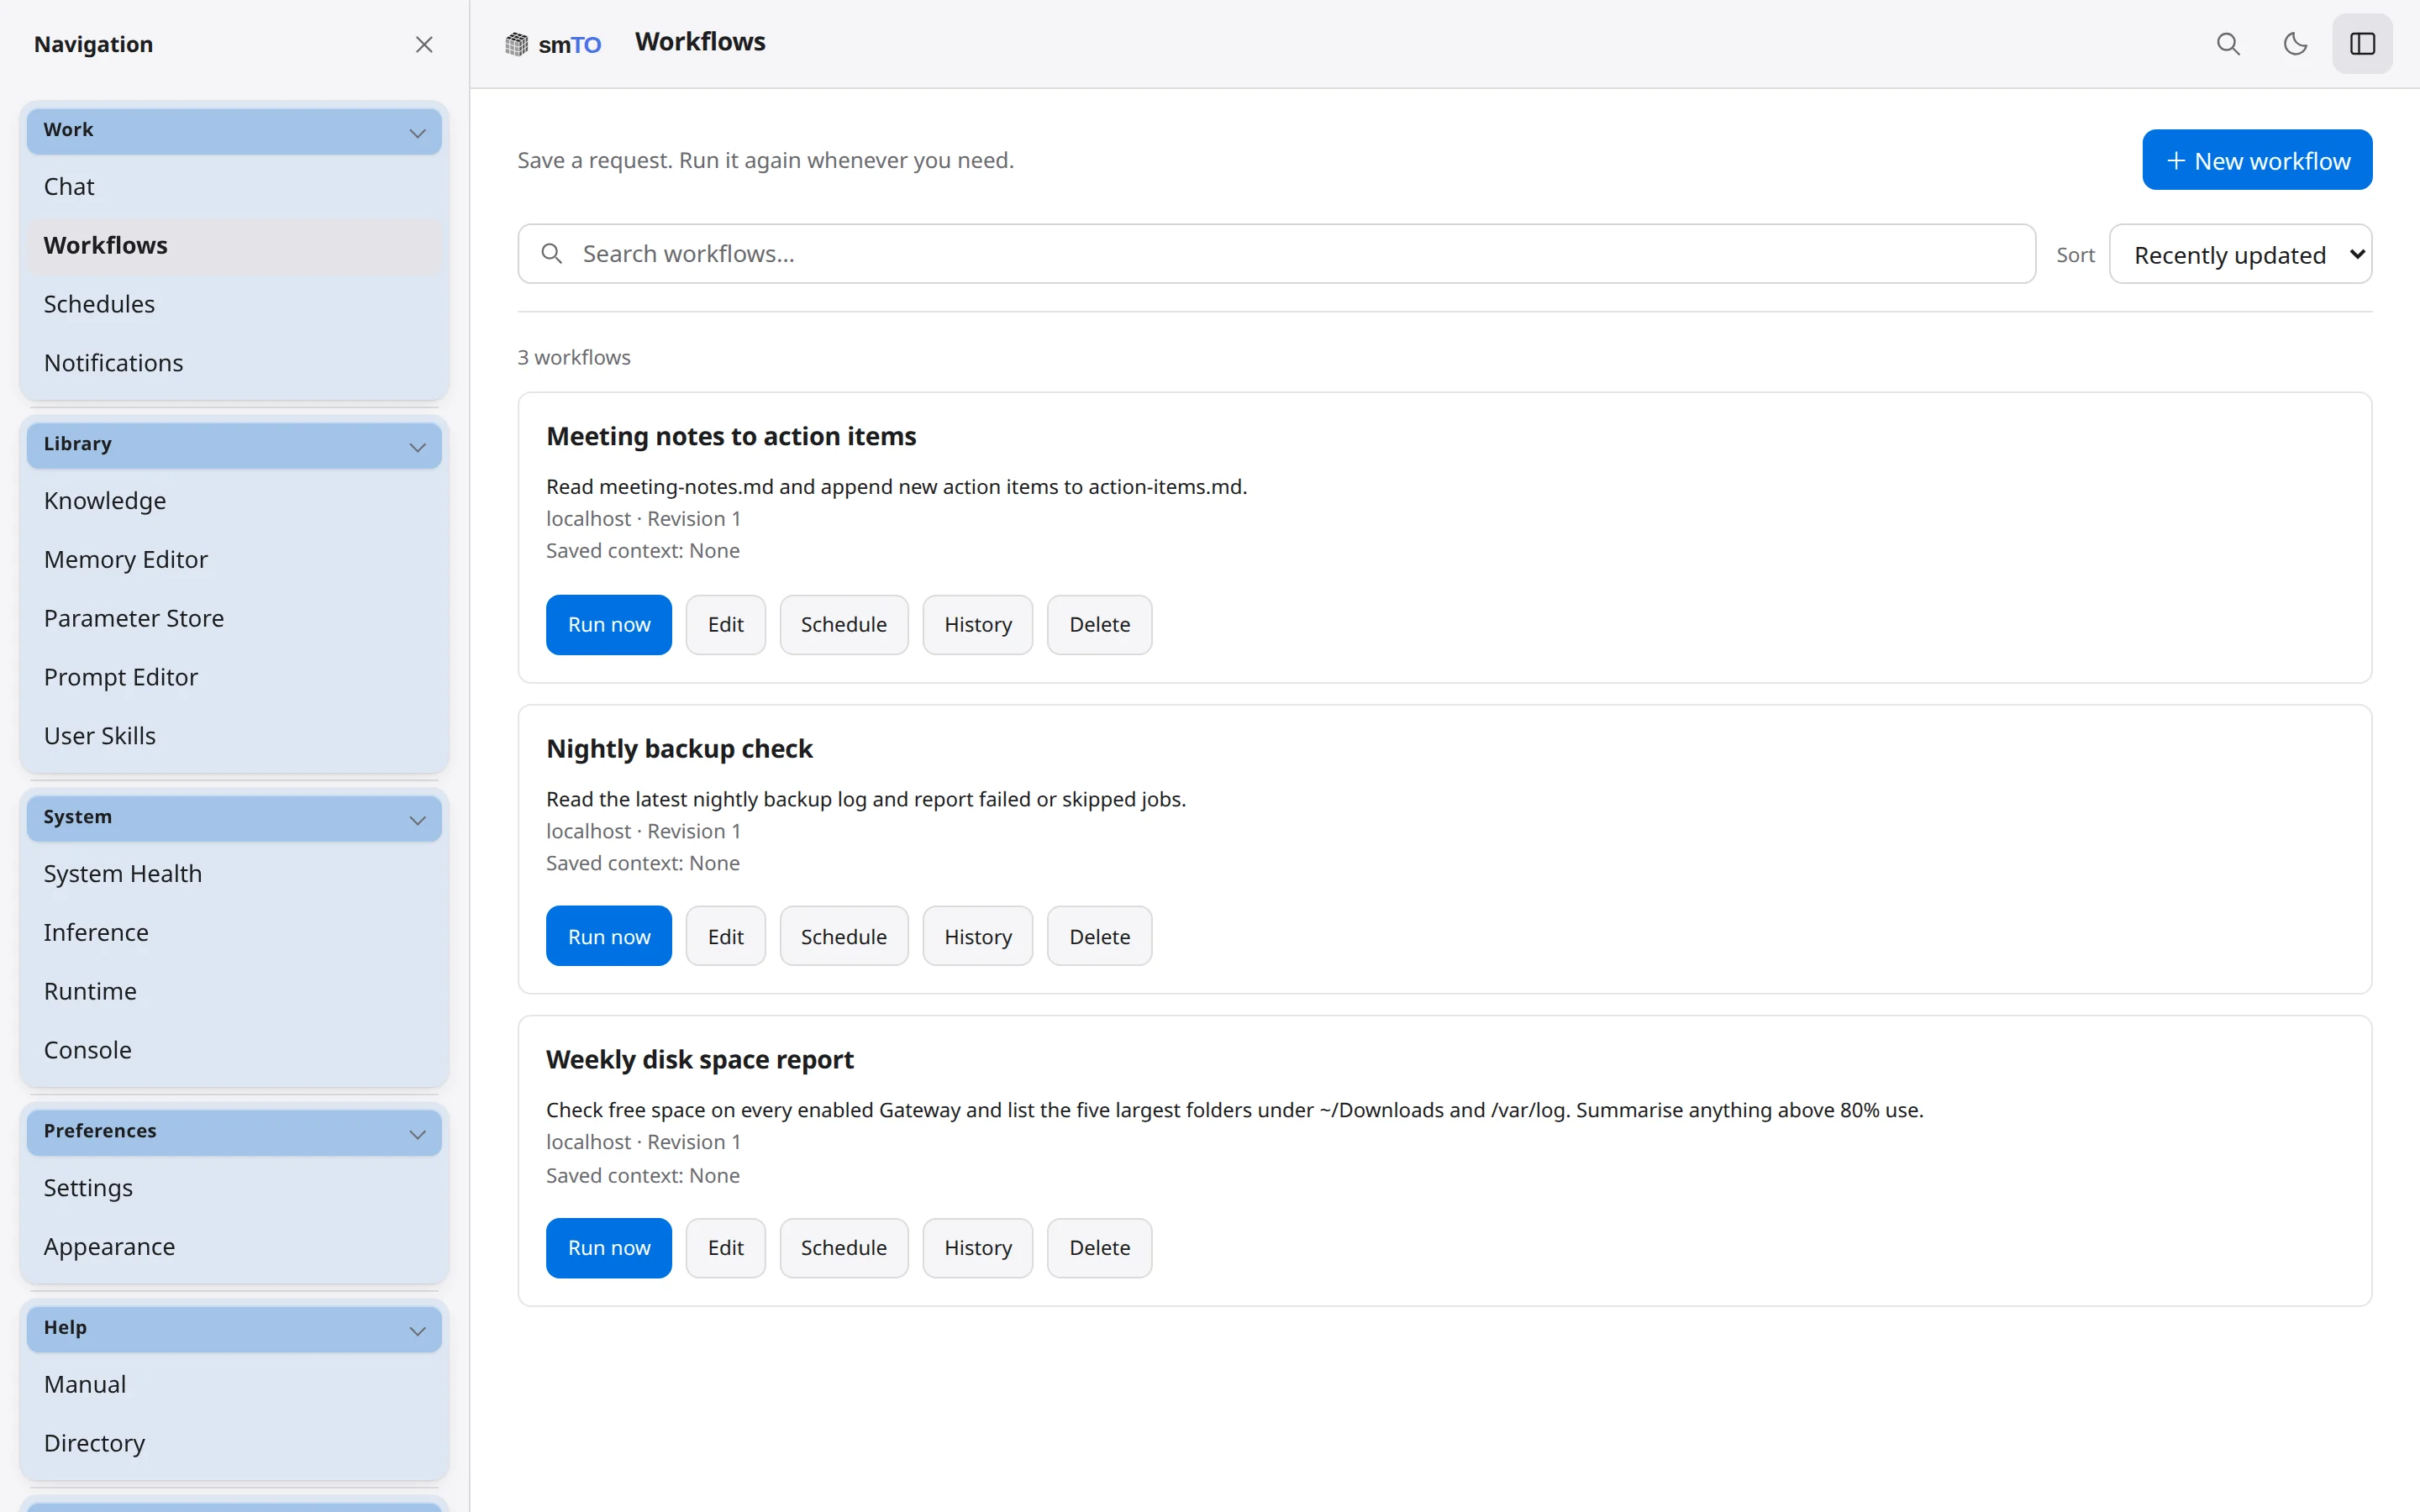 Navigation
Work
Chat
Workflows
Schedules
Notifications
Library
Knowledge
Memory Editor
Parameter Store
Prompt Editor
User Skills
System
System Health
Inference
Runtime
Console
Preferences
Settings
Appearance
Help
Manual
Directory
smTO
Workflows
Save a request. Run it again whenever you need.
New workflow
Search workflows...
Sort
Recently updated
3 workflows
Meeting notes to action items
Read meeting-notes.md and append new action items to action-items.md.
localhost · Revision 1
Saved context: None
Run now Edit Schedule History Delete
Nightly backup check
Read the latest nightly backup log and report failed or skipped jobs.
localhost · Revision 1
Saved context: None
Run now Edit Schedule History Delete
Weekly disk space report
Check free space on every enabled Gateway and list the five largest folders under ~/Downloads and /var/log. Summarise anything above 80% use.
localhost · Revision 1
Saved context: None
Run now Edit Schedule History Delete